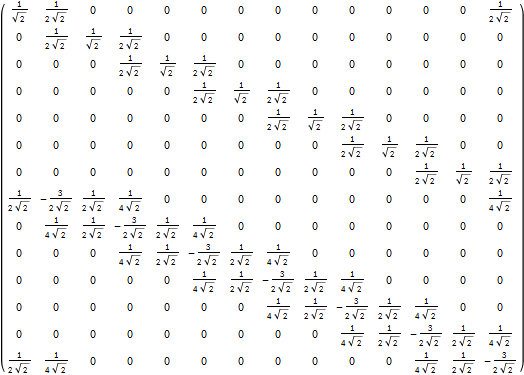 1/√2 1/(2√2) 0 0 0 0 0 0 0 0 0 0 0 1/(2√2)
0 1/(2√2) 1/√2 1/(2√2) 0 0 0 0 0 0 0 0 0 0
0 0 0 1/(2√2) 1/√2 1/(2√2) 0 0 0 0 0 0 0 0
0 0 0 0 0 1/(2√2) 1/√2 1/(2√2) 0 0 0 0 0 0
0 0 0 0 0 0 0 1/(2√2) 1/√2 1/(2√2) 0 0 0 0
0 0 0 0 0 0 0 0 0 1/(2√2) 1/√2 1/(2√2) 0 0
0 0 0 0 0 0 0 0 0 0 0 1/(2√2) 1/√2 1/(2√2)
1/(2√2) -3/(2√2) 1/(2√2) 1/(4√2) 0 0 0 0 0 0 0 0 0 1/(4√2)
0 1/(4√2) 1/(2√2) -3/(2√2) 1/(2√2) 1/(4√2) 0 0 0 0 0 0 0 0
0 0 0 1/(4√2) 1/(2√2) -3/(2√2) 1/(2√2) 1/(4√2) 0 0 0 0 0 0
0 0 0 0 0 1/(4√2) 1/(2√2) -3/(2√2) 1/(2√2) 1/(4√2) 0 0 0 0
0 0 0 0 0 0 0 1/(4√2) 1/(2√2) -3/(2√2) 1/(2√2) 1/(4√2) 0 0
0 0 0 0 0 0 0 0 0 1/(4√2) 1/(2√2) -3/(2√2) 1/(2√2) 1/(4√2)
1/(2√2) 1/(4√2) 0 0 0 0 0 0 0 0 0 1/(4√2) 1/(2√2) -3/(2√2)